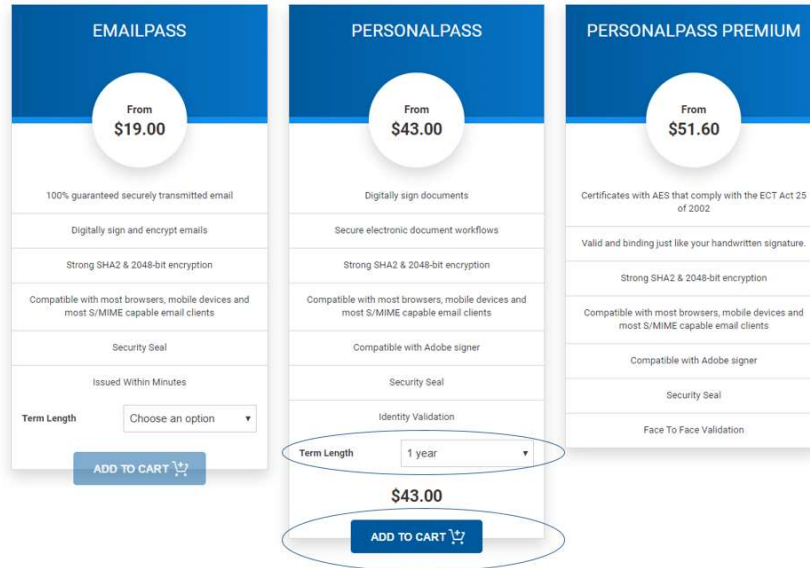 EMAILPASS
From
$19.00
100% guaranteed securely transmitted email
Digitally sign and encrypt emails
Strong SHA2 & 2048-bit encryption
Compatible with most browsers, mobile devices and
most S/MIME capable email clients
Security Seal
Issued Within Minutes
Term Length
Choose an option
ADD TO CART
PERSONALPASS
From
$43.00
Digitally sign documents
Secure electronic document workflows
Strong SHA2 & 2048-bit encryption
Compatible with most browsers, mobile devices and
most S/MIME capable email clients
Compatible with Adobe signer
Security Seal
Identity Validation
Term Length
1 year
$43.00
ADD TO CART
PERSONALPASS PREMIUM
From
$51.60
Certificates with AES that comply with the ECT Act 25
of 2002
Valid and binding just like your handwritten signature.
Strong SHA2 & 2048-bit encryption
Compatible with most browsers, mobile devices and
most S/MIME capable email clients
Compatible with Adobe signer
Security Seal
Face To Face Validation